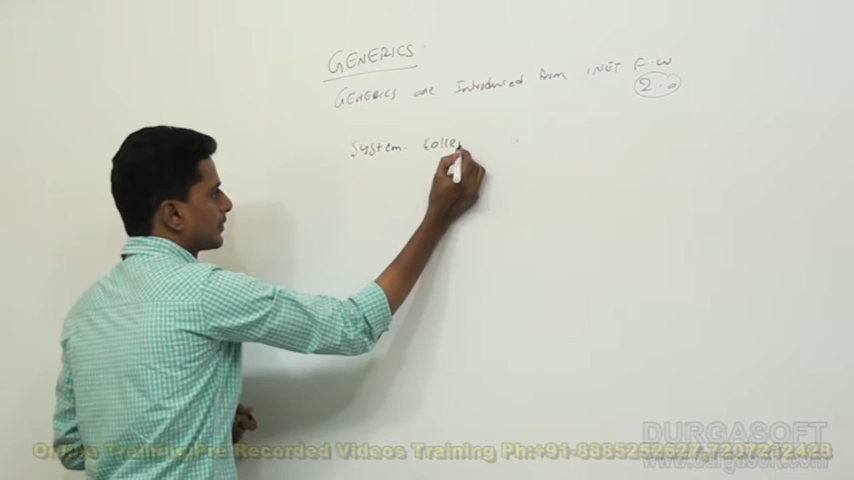 GENERICS
GENERICS are Introduced from .NET F.W
2.0
System. Colle
DURGASOFT
Online Training/Pre Recorded Videos Training Ph:+91-8885252627,7207212428
www.durgasoft.com